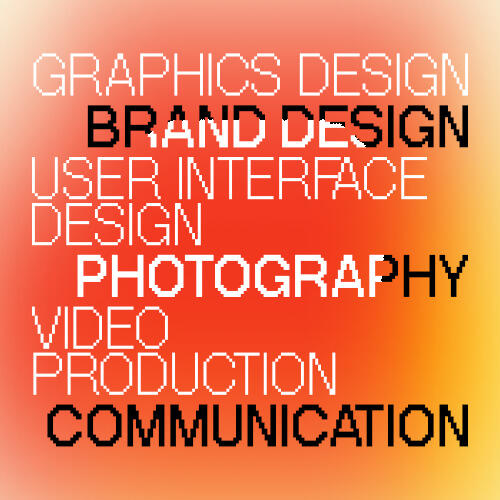 GRAPHICS DESIGN
BRAND DESIGN
USER INTERFACE
DESIGN
PHOTOGRAPHY
VIDEO
PRODUCTION
COMMUNICATION